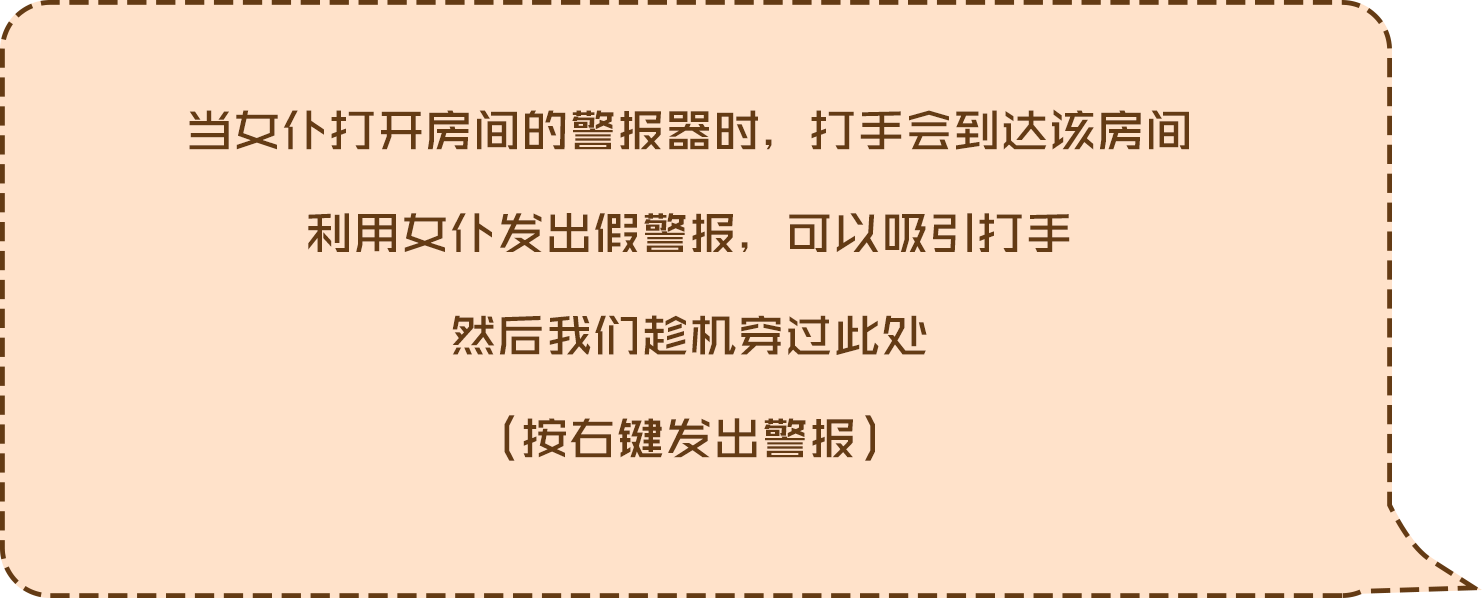 当女仆打开房间的警报器时，打手会到达该房间
利用女仆发出假警报，可以吸引打手
然后我们趁机穿过此处
（按右键发出警报）